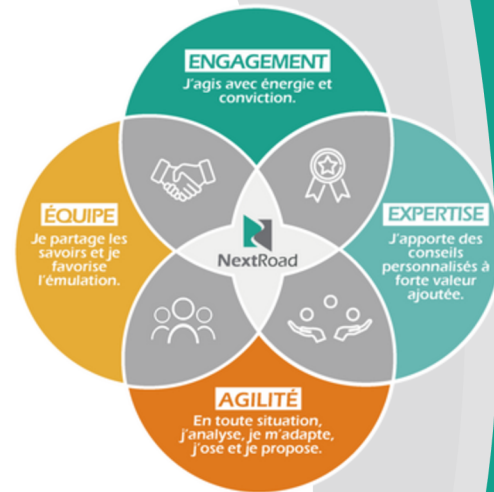 ENGAGEMENT
J'agis avec énergie et
conviction.
ÉQUIPE
Je partage les
savoirs et je
favorise
l'émulation.
NextRoad
EXPERTISE
J'apporte des
conseils
personnalisés à
forte valeur
ajoutée.
AGILITÉ
En toute situation,
j'analyse, je m'adapte,
j'ose et je propose.